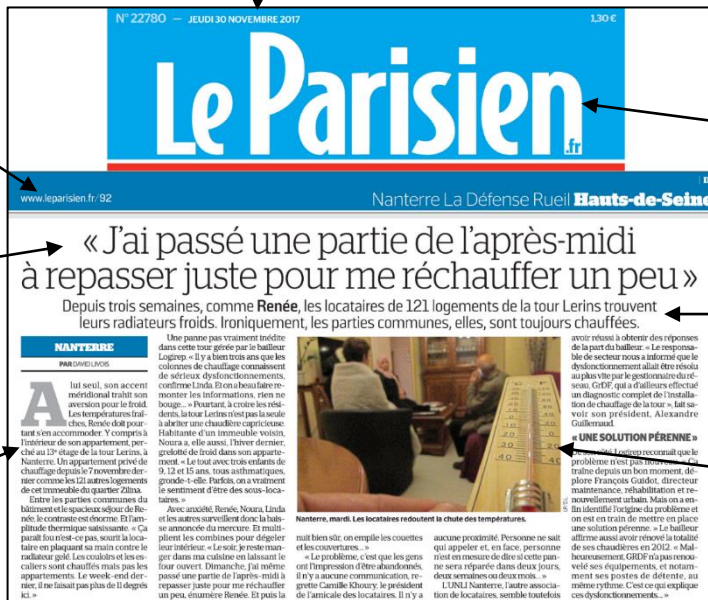 N° 22780 — JEUDI 30 NOVEMBRE 2017
1,30 €
Le Parisien
.fr
www.leparisien.fr/92
Nanterre La Défense Rueil Hauts-de-Seine
« J'ai passé une partie de l'après-midi
à repasser juste pour me réchauffer un peu »
Depuis trois semaines, comme Renée, les locataires de 121 logements de la tour Lerins trouvent
leurs radiateurs froids. Ironiquement, les parties communes, elles, sont toujours chauffées.
NANTERRE
PAR DAVID LIVOIS
A lui seul, son accent
méridional trahit son
aversion pour le froid.
Les températures fraî-
ches, Renée doit pour-
tant s'en accommoder. Y compris à
l'intérieur de son appartement, per-
ché au 13e étage de la tour Lerins, à
Nanterre. Un appartement privé de
chauffage depuis le 7 novembre der-
nier comme les 121 autres logements
de cet immeuble du quartier Zilina.
Entre les parties communes du
bâtiment et le spacieux séjour de Re-
née, le contraste est énorme. Et l'am-
plitude thermique saisissante. « Ça
paraît fou n'est-ce pas, sourit la loca-
taire en plaquant sa main contre le
radiateur gelé. Les couloirs et les es-
caliers sont chauffés mais pas les
appartements. Le week-end der-
nier, il ne faisait pas plus de 11 degrés
ici. »
Une panne pas vraiment inédite
dans cette tour gérée par le bailleur
Logirep. « Il y a bien trois ans que les
colonnes de chauffage connaissent
de sérieux dysfonctionnements,
confirme Linda. Et on a beau faire re-
monter les informations, rien ne
bouge... » Pourtant, à croire les rési-
dents, la tour Lerins n'est pas la seule
à abriter une chaudière capricieuse.
Habitante d'un immeuble voisin,
Noura a, elle aussi, l'hiver dernier,
grelotté de froid dans son apparte-
ment. « Le tout avec trois enfants de
9, 12 et 15 ans, tous asthmatiques,
gronde-t-elle. Parfois, on a vraiment
le sentiment d'être des sous-loca-
taires. »
Avec anxiété, Renée, Noura, Linda
et les autres surveillent donc la bais-
se annoncée du mercure. Et multi-
plient les combines pour dégeler
leur intérieur. « Le soir, je reste man-
ger dans ma cuisine en laissant le
four ouvert. Dimanche, j'ai même
passé une partie de l'après-midi à
repasser juste pour me réchauffer
un peu, énumère Renée. Et puis la
Nanterre, mardi. Les locataires redoutent la chute des températures.
nuit bien sûr, on empile les couettes
et les couvertures... »
« Le problème, c'est que les gens
ont l'impression d'être abandonnés,
il n'y a aucune communication, re-
grette Camille Khoury, le président
de l'amicale des locataires. Il n'y a
aucune proximité. Personne ne sait
qui appeler et, en face, personne
n'est en mesure de dire si cette pan-
ne sera réparée dans deux jours,
deux semaines ou deux mois... »
L'UNLI Nanterre, l'autre associa-
tion de locataires, semble toutefois
avoir réussi à obtenir des réponses
de la part du bailleur. « Le responsa-
ble de secteur nous a informé que le
dysfonctionnement allait être résolu
au plus vite par le gestionnaire du ré-
seau, GrDF, qui a d'ailleurs effectué
un diagnostic complet de l'installa-
tion de chauffage de la tour », fait sa-
voir son président, Alexandre
Guillemaud.
« UNE SOLUTION PÉRENNE »
De son côté, Logirep reconnaît que le
problème n'est pas nouveau. « Ça
traîne depuis un bon moment, dé-
plore François Guidot, directeur
maintenance, réhabilitation et re-
nouvellement urbain. Mais on a en-
fin identifié l'origine du problème et
on est en train de mettre en place
une solution pérenne. » Le bailleur
affirme aussi avoir rénové la totalité
de ses chaudières en 2012. « Mal-
heureusement, GRDF n'a pas renou-
velé ses équipements, et notam-
ment ses postes de détente, au
même rythme. C'est ce qui explique
ces dysfonctionnements... »